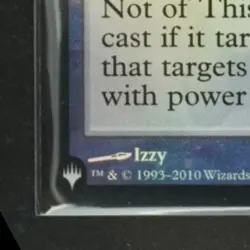 Not of This
cast if it tar
that targets
with power
Izzy
™ & © 1993–2010 Wizards